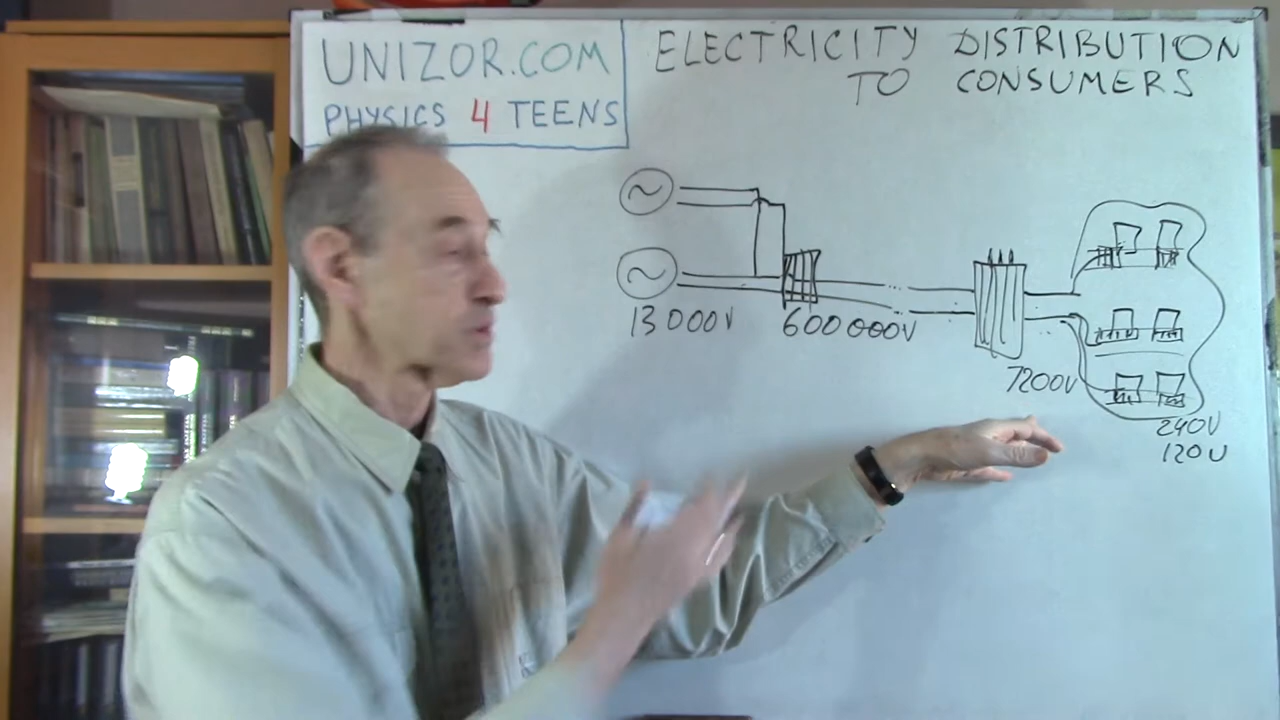 UNIZOR.COM
PHYSICS 4 TEENS
ELECTRICITY DISTRIBUTION
TO CONSUMERS
13000V
600000V
7200V
240V
120V